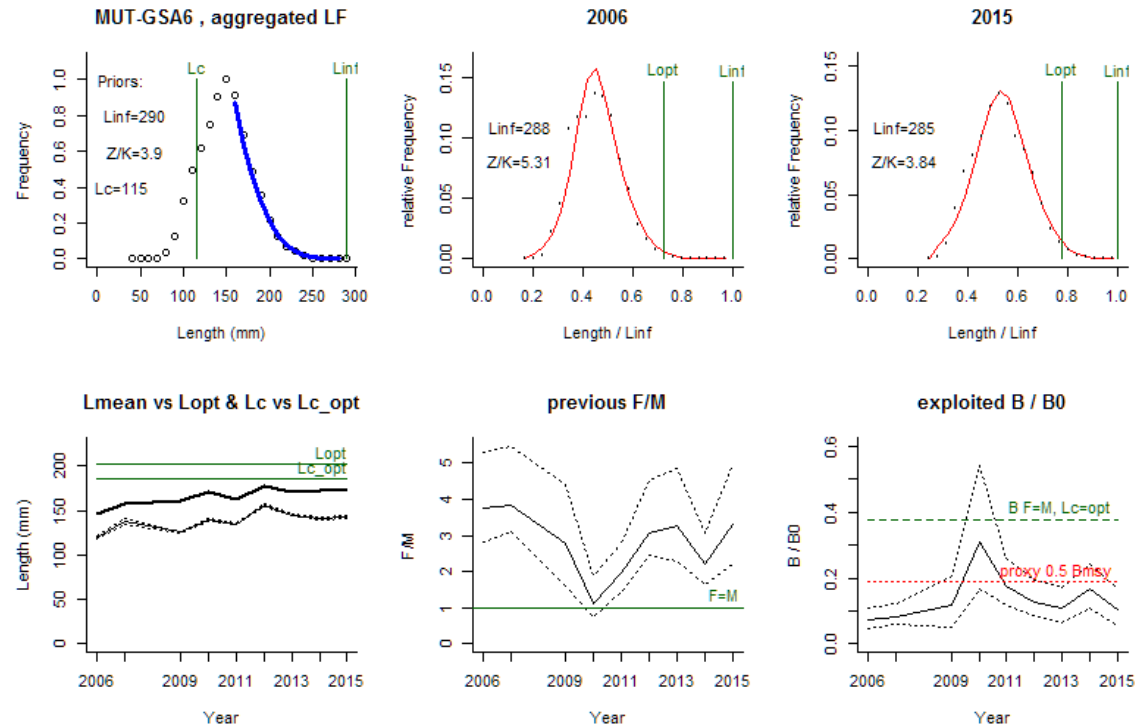 MUT-GSA6 , aggregated LF
Frequency
0.0 0.2 0.4 0.6 0.8 1.0
Lc
Linf
Priors:
Linf=290
Z/K=3.9
Lc=115
0 50 100 150 200 250 300
Length (mm)
2006
relative Frequency
0.00 0.05 0.10 0.15
Lopt
Linf
Linf=288
Z/K=5.31
0.0 0.2 0.4 0.6 0.8 1.0
Length / Linf
2015
relative Frequency
0.00 0.05 0.10 0.15
Lopt
Linf
Linf=285
Z/K=3.84
0.0 0.2 0.4 0.6 0.8 1.0
Length / Linf
Lmean vs Lopt & Lc vs Lc_opt
Length (mm)
0 50 100 150 200
Lopt
Lc_opt
2006 2009 2011 2013 2015
Year
previous F/M
F/M
0 1 2 3 4 5
F=M
2006 2009 2011 2013 2015
Year
exploited B / B0
B / B0
0.0 0.2 0.4 0.6
B F=M, Lc=opt
proxy 0.5 Bmsy
2006 2009 2011 2013 2015
Year